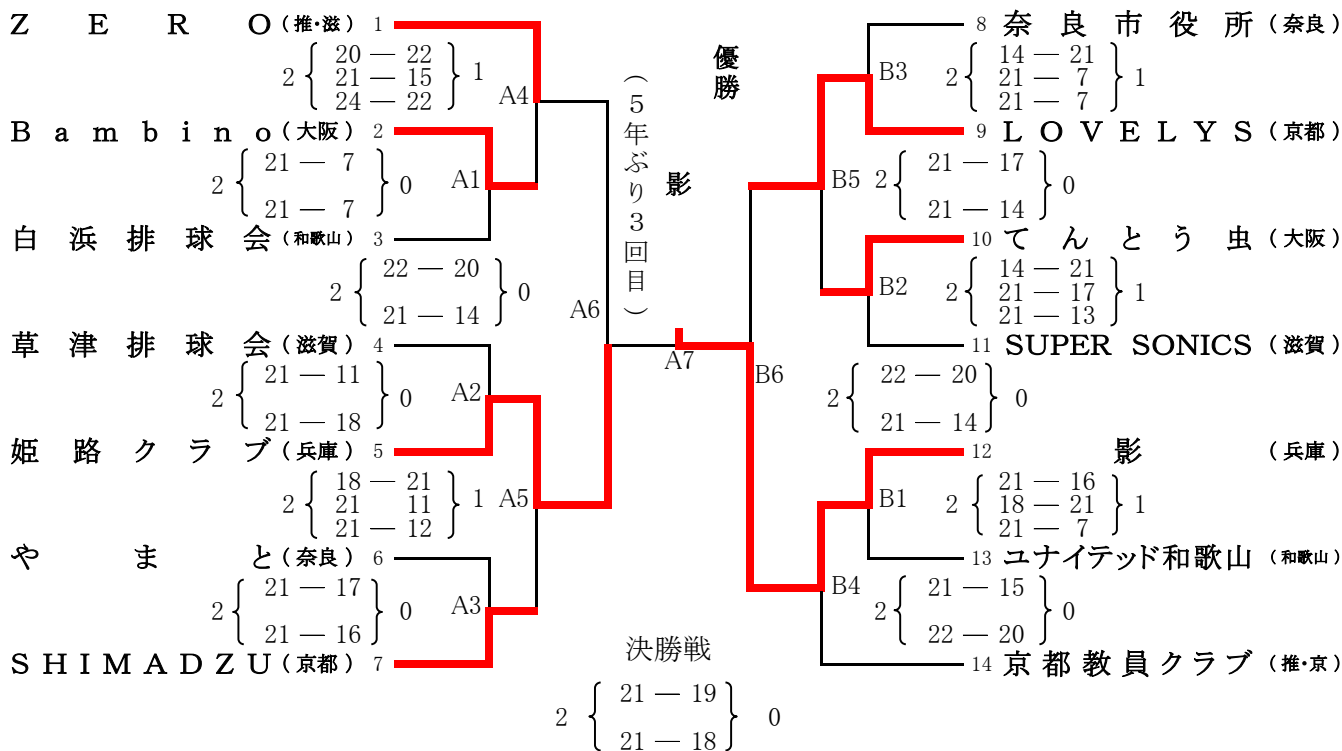 ZERO（推・滋） 1
2 20 ― 22 1
21 ― 15
24 ― 22
A4
Bambino（大阪） 2
2 21 ― 7 0
21 ― 7
A1
白浜排球会（和歌山） 3
2 22 ― 20 0
21 ― 14
A6
草津排球会（滋賀） 4
2 21 ― 11 0
21 ― 18
A2
姫路クラブ（兵庫） 5
2 18 ― 21 1
21 11
21 ― 12
A5
やまと（奈良） 6
2 21 ― 17 0
21 ― 16
A3
SHIMADZU（京都） 7
優勝
影
（5年ぶり3回目）
A7
決勝戦
2 21 ― 19 0
21 ― 18
8 奈良市役所（奈良）
B3
2 14 ― 21 1
21 ― 7
21 ― 7
9 LOVELYS（京都）
B5
2 21 ― 17 0
21 ― 14
10 てんとう虫（大阪）
B2
2 14 ― 21 1
21 ― 17
21 ― 13
11 SUPER SONICS（滋賀）
B6
2 22 ― 20 0
21 ― 14
12 影（兵庫）
B1
2 21 ― 16 1
18 ― 21
21 ― 7
13 ユナイテッド和歌山（和歌山）
B4
2 21 ― 15 0
22 ― 20
14 京都教員クラブ（推・京）